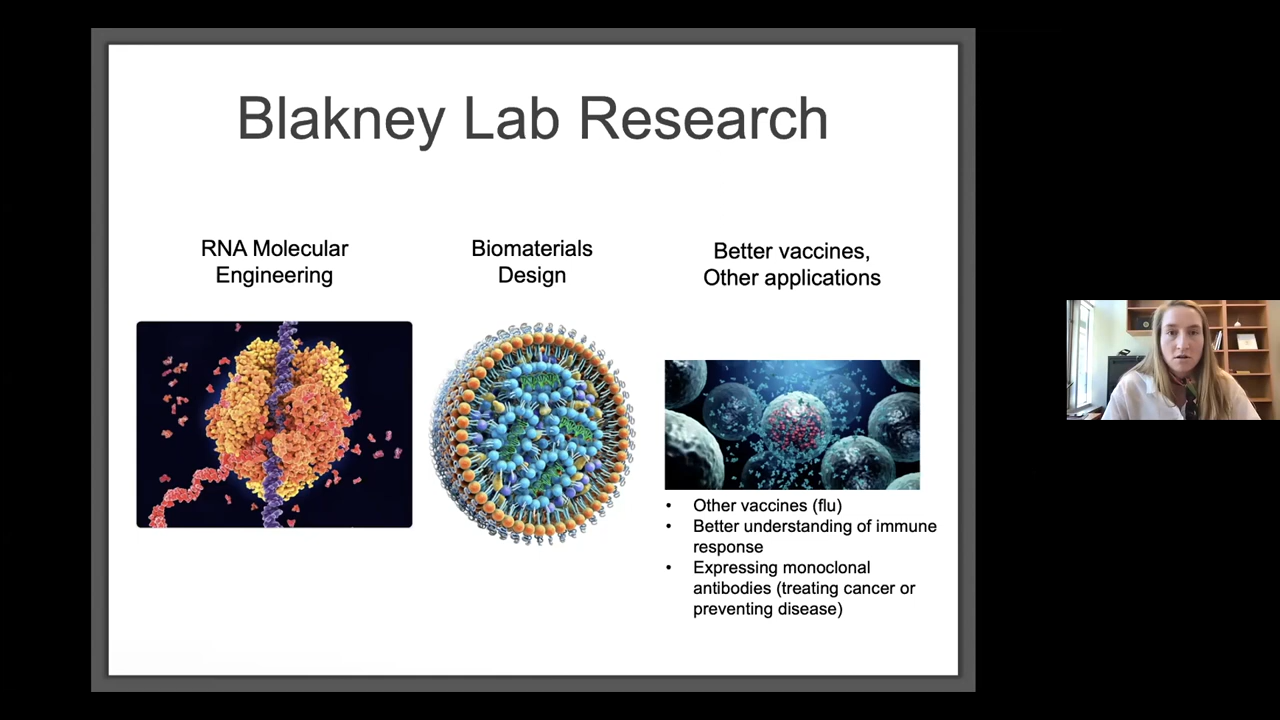 Blakney Lab Research
RNA Molecular
Engineering
Biomaterials
Design
Better vaccines,
Other applications
• Other vaccines (flu)
• Better understanding of immune
response
• Expressing monoclonal
antibodies (treating cancer or
preventing disease)